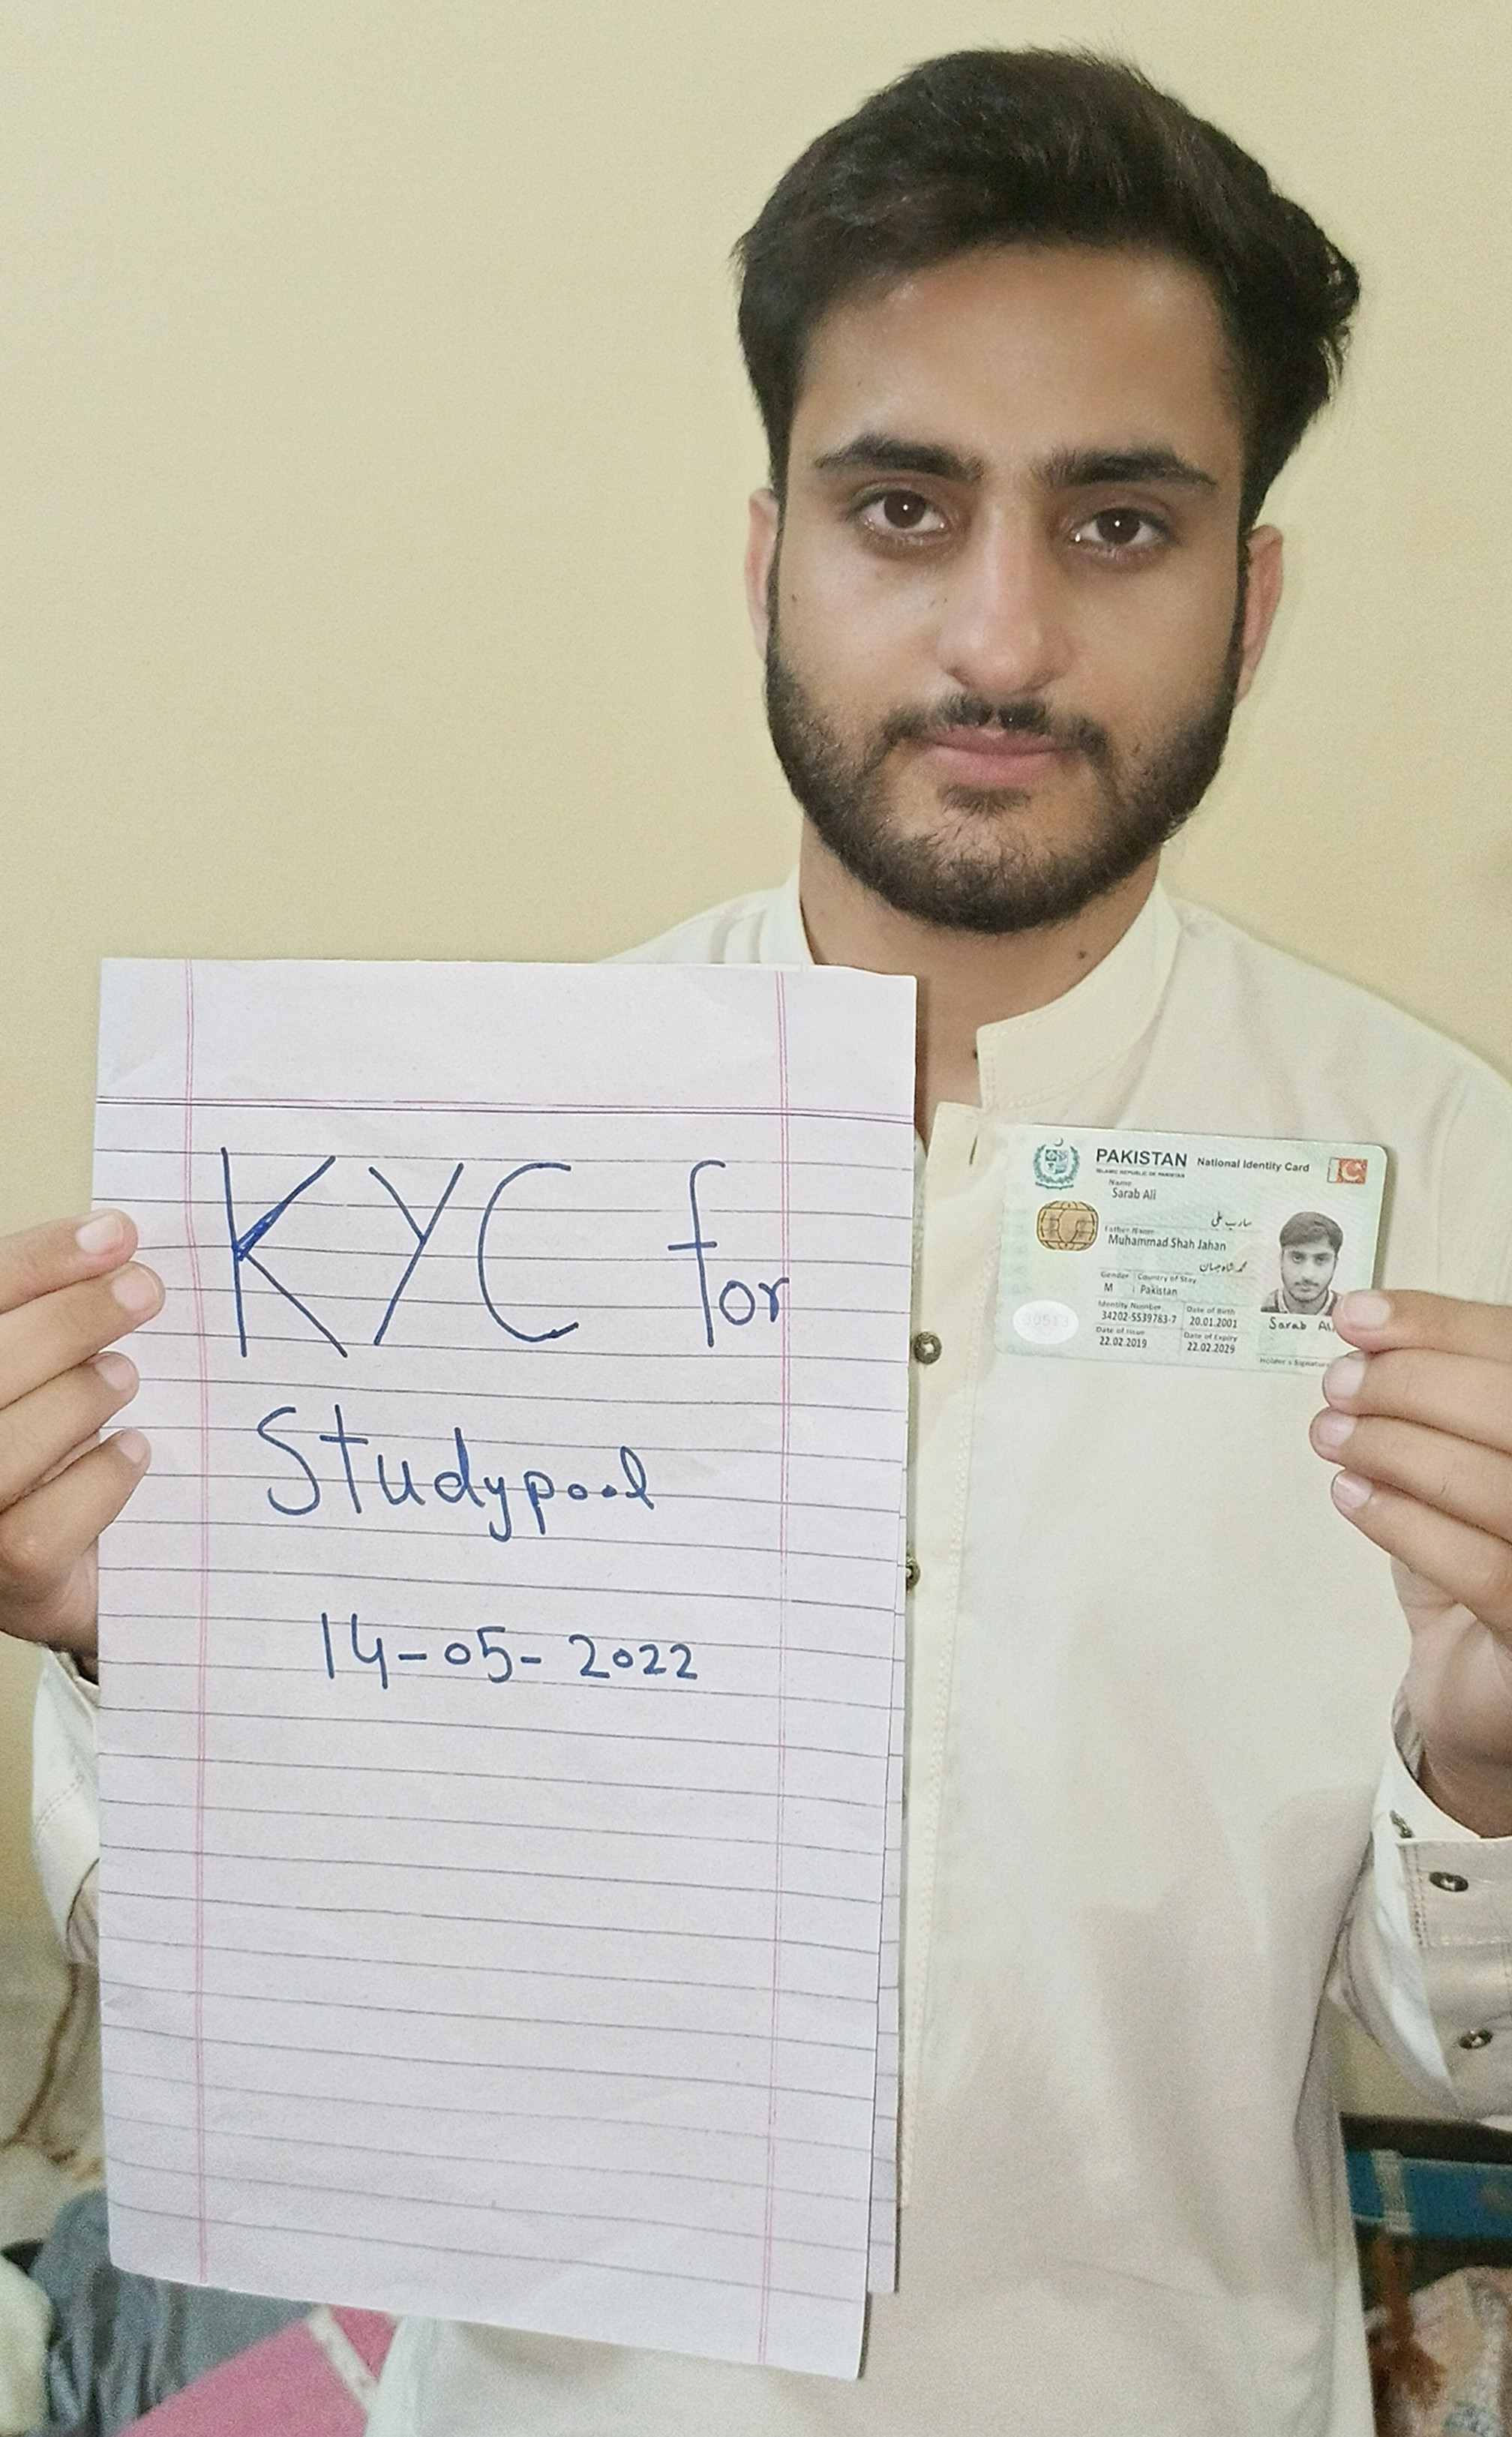 KYC for
Studypool
14-05-2022
PAKISTAN National Identity Card
ISLAMIC REPUBLIC OF PAKISTAN
Name
Sarab Ali
سارب علی
Father Name
Muhammad Shah Jahan
محمد شاہ جہان
Gender Country of Stay
M Pakistan
Identity Number Date of Birth
34202-5539783-7 20.01.2001
Date of Issue Date of Expiry
22.02.2019 22.02.2029
Sarab
Holder's Signature